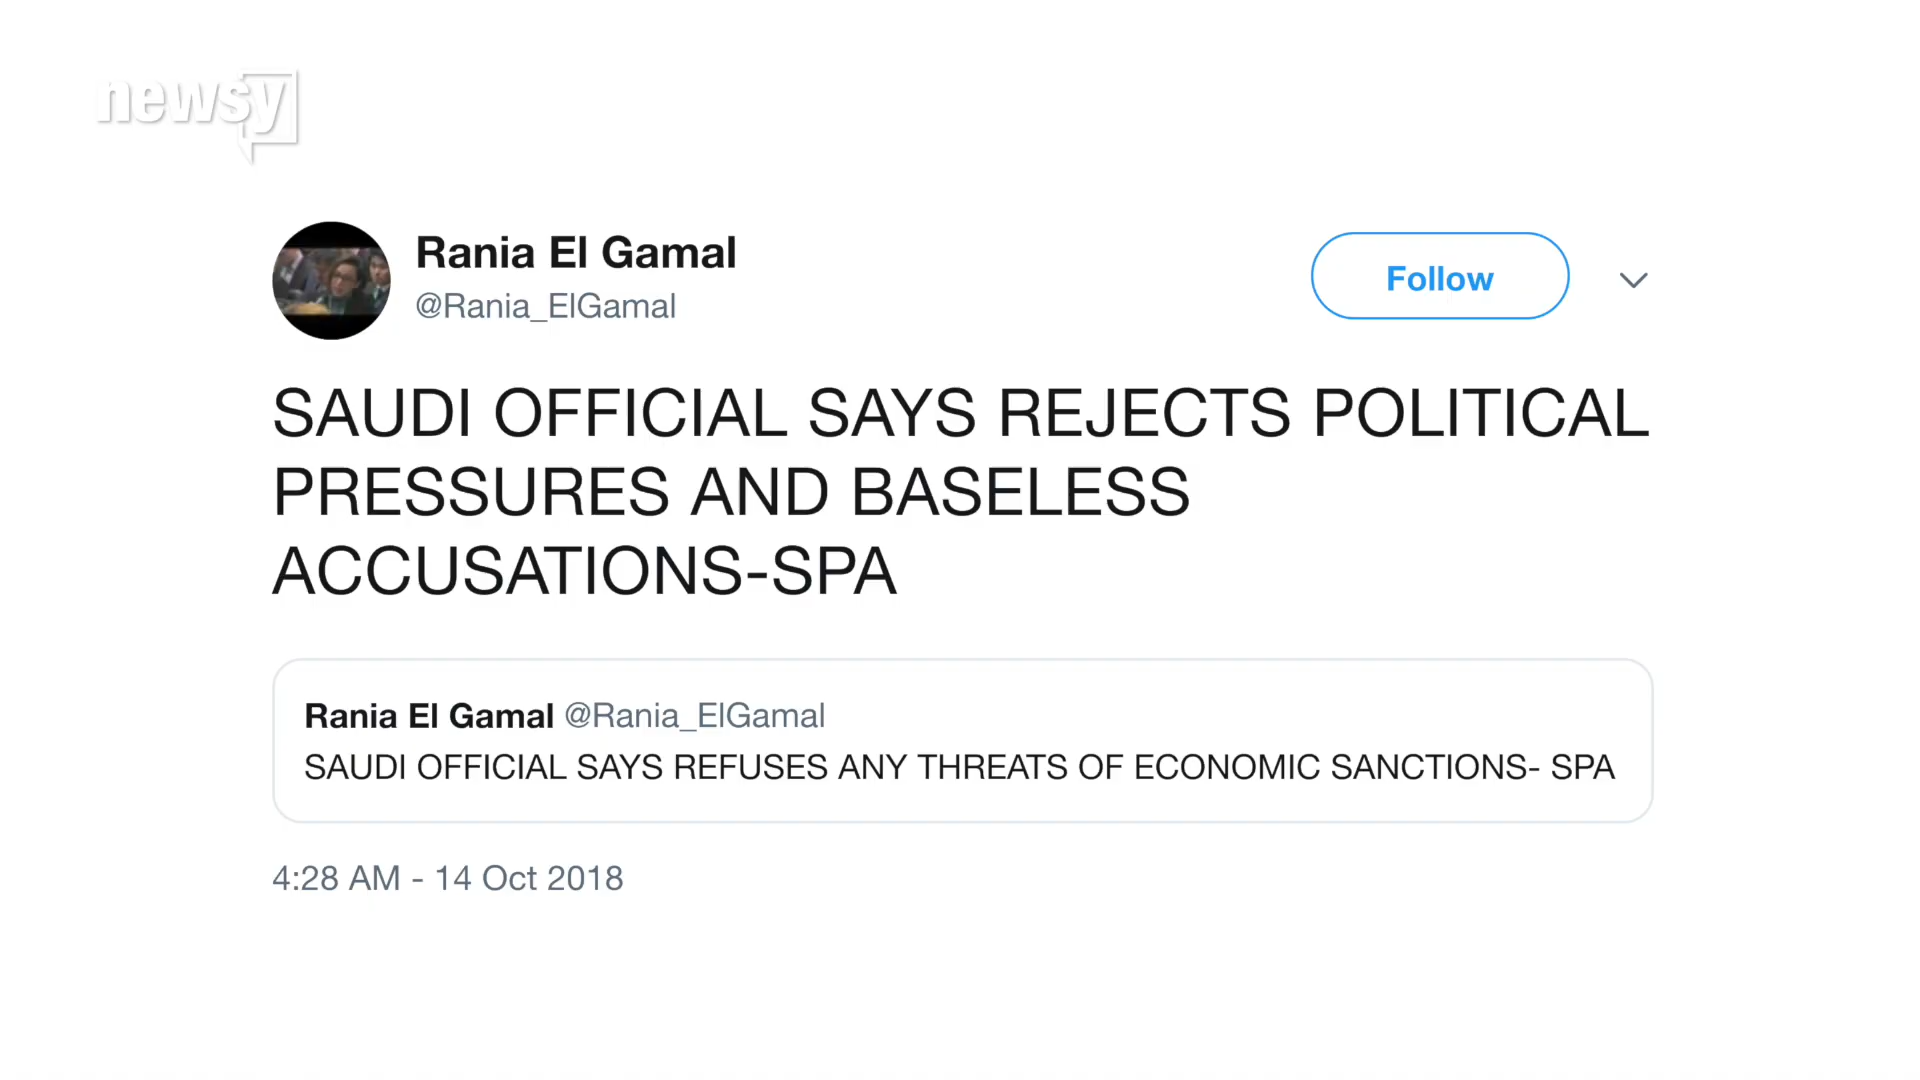 newsy
Rania El Gamal
@Rania_ElGamal
Follow
SAUDI OFFICIAL SAYS REJECTS POLITICAL
PRESSURES AND BASELESS
ACCUSATIONS-SPA
Rania El Gamal @Rania_ElGamal
SAUDI OFFICIAL SAYS REFUSES ANY THREATS OF ECONOMIC SANCTIONS- SPA
4:28 AM - 14 Oct 2018